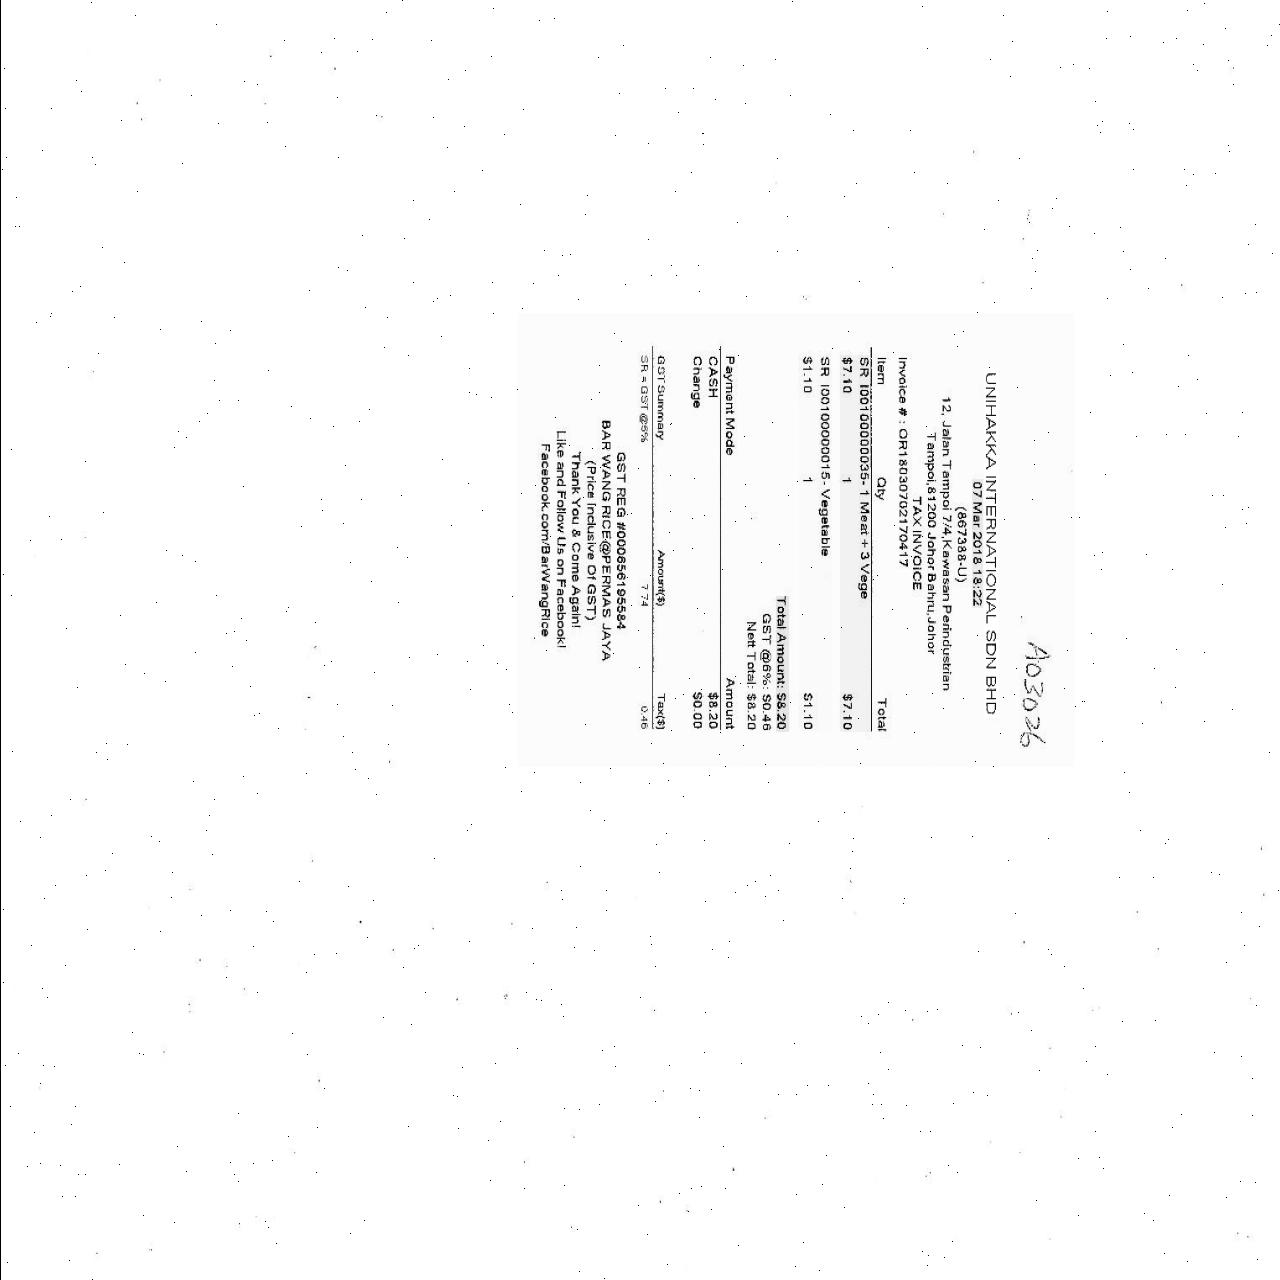 A03026
UNIHAKKA INTERNATIONAL SDN BHD
07 Mar 2018 18:22
(867388-U)
12, Jalan Tampoi 7/4,Kawasan Perindustrian
Tampoi,81200 Johor Bahru,Johor
TAX INVOICE
Invoice # : OR18030702170417
Item Qty Total
SR I00100000035- 1 Meat + 3 Vege
$7.10 1 $7.10
SR I00100000015- Vegetable
$1.10 1 $1.10
Total Amount: $8.20
GST @6%: $0.46
Nett Total: $8.20
Payment Mode Amount
CASH $8.20
Change $0.00
GST Summary Amount($) Tax($)
SR = GST @6% 7.74 0.46
GST REG #000656195584
BAR WANG RICE@PERMAS JAYA
(Price Inclusive Of GST)
Thank You & Come Again!
Like and Follow Us on Facebook!
Facebook.com/BarWangRice